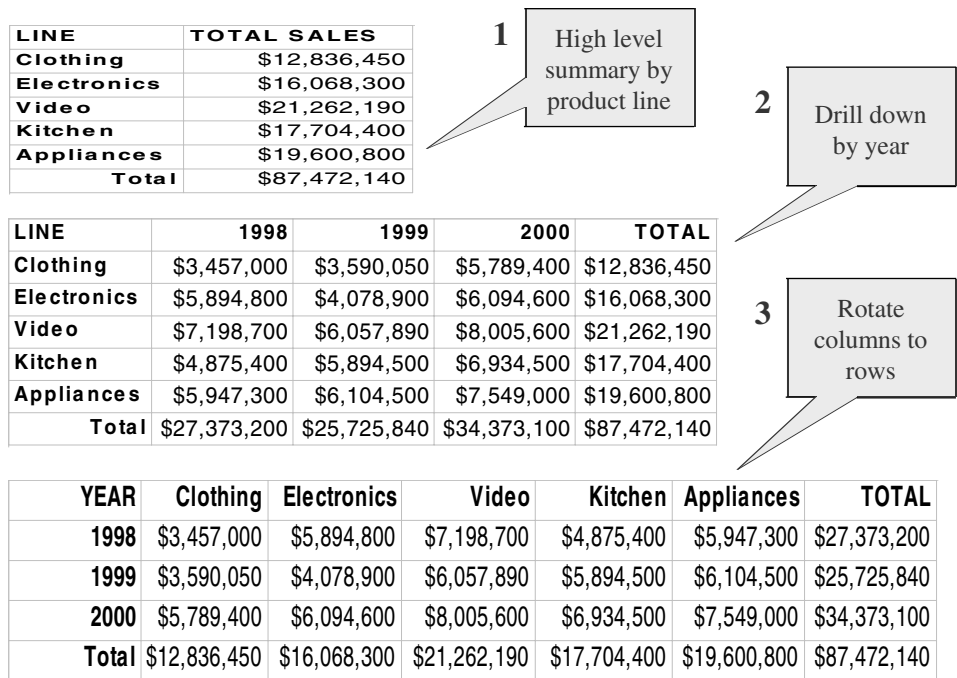 LINE TOTAL SALES
Clothing $12,836,450
Electronics $16,068,300
Video $21,262,190
Kitchen $17,704,400
Appliances $19,600,800
Total $87,472,140
1
High level
summary by
product line
2
Drill down
by year
LINE 1998 1999 2000 TOTAL
Clothing $3,457,000 $3,590,050 $5,789,400 $12,836,450
Electronics $5,894,800 $4,078,900 $6,094,600 $16,068,300
Video $7,198,700 $6,057,890 $8,005,600 $21,262,190
Kitchen $4,875,400 $5,894,500 $6,934,500 $17,704,400
Appliances $5,947,300 $6,104,500 $7,549,000 $19,600,800
Total $27,373,200 $25,725,840 $34,373,100 $87,472,140
3
Rotate
columns to
rows
YEAR Clothing Electronics Video Kitchen Appliances TOTAL
1998 $3,457,000 $5,894,800 $7,198,700 $4,875,400 $5,947,300 $27,373,200
1999 $3,590,050 $4,078,900 $6,057,890 $5,894,500 $6,104,500 $25,725,840
2000 $5,789,400 $6,094,600 $8,005,600 $6,934,500 $7,549,000 $34,373,100
Total $12,836,450 $16,068,300 $21,262,190 $17,704,400 $19,600,800 $87,472,140